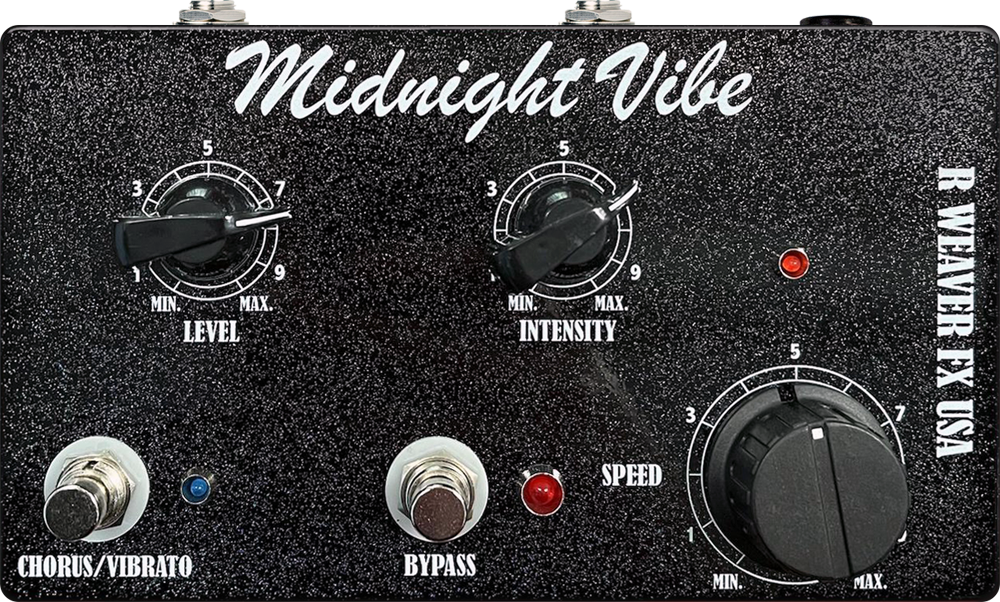 Midnight Vibe
5
3
7
1
9
MIN.
MAX.
LEVEL
5
3
9
MIN.
MAX.
INTENSITY
R WEAVER FX USA
5
3
7
1
MIN.
MAX.
SPEED
CHORUS/VIBRATO
BYPASS